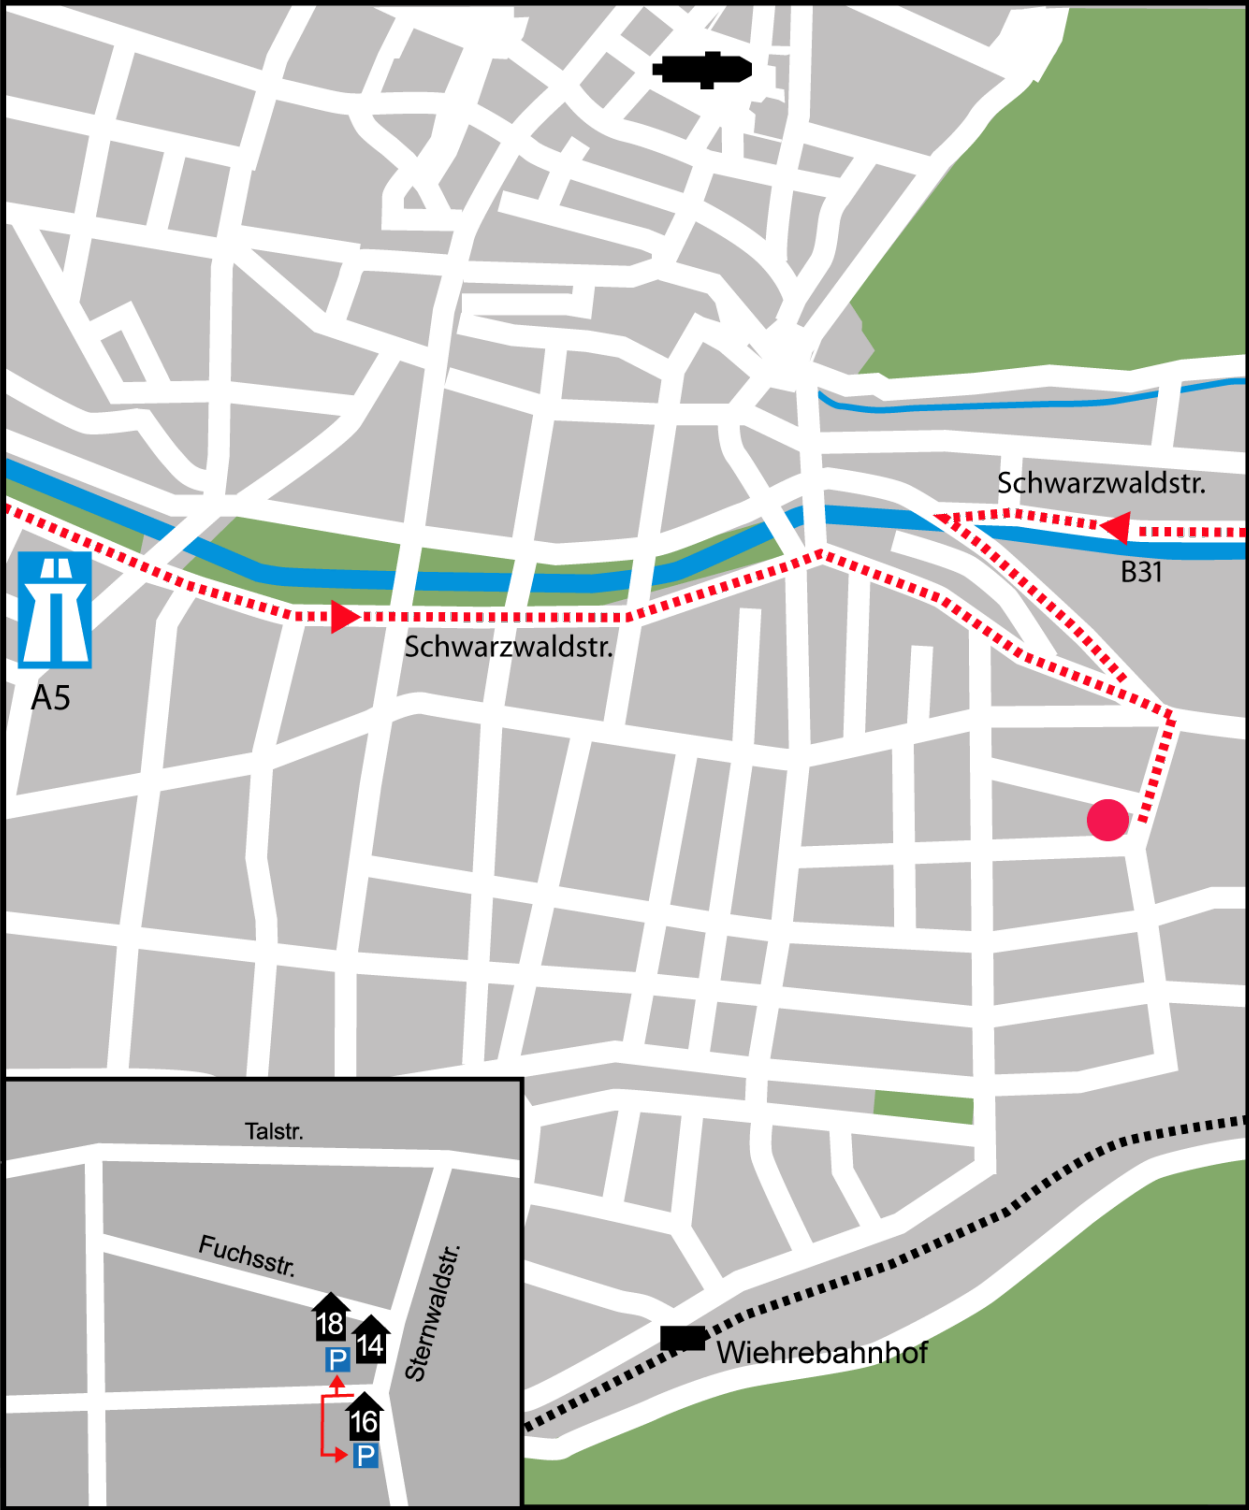 Schwarzwaldstr.
B31
Schwarzwaldstr.
A5
Talstr.
Fuchsstr.
Sternwaldstr.
18
14
P
16
P
Wiehrebahnhof